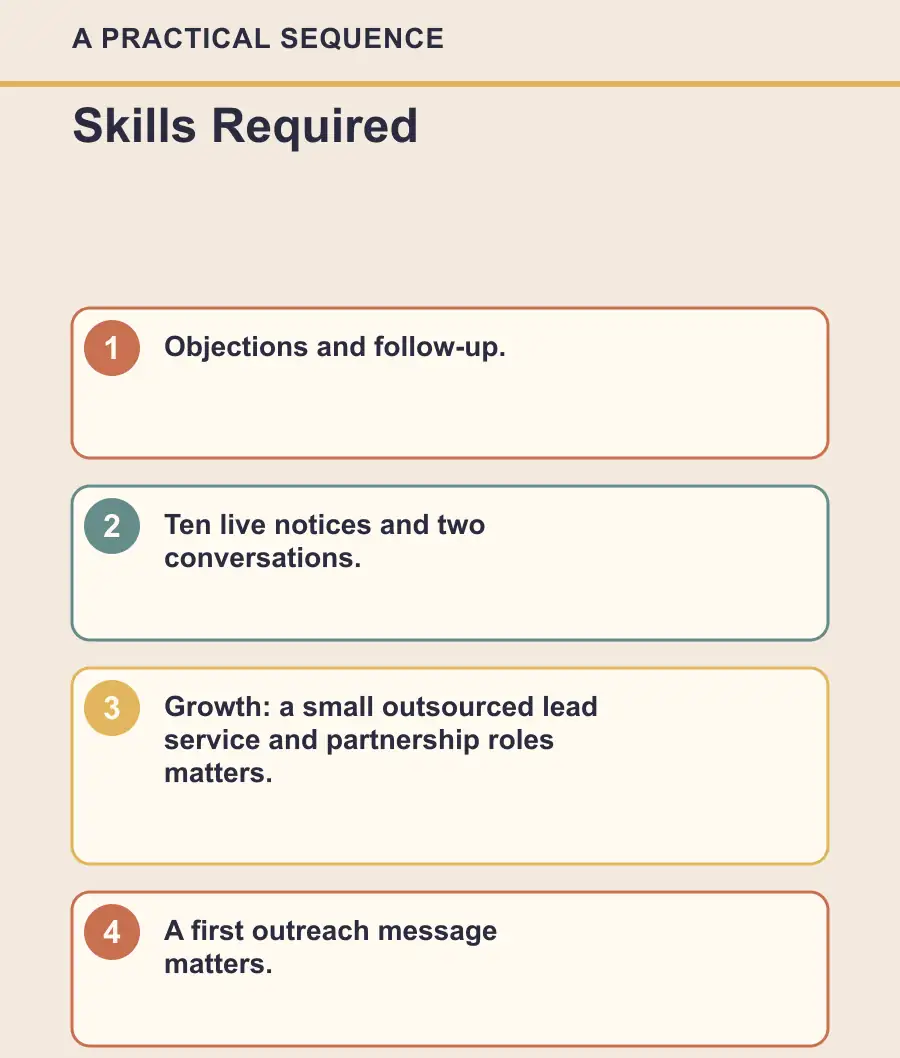 A PRACTICAL SEQUENCE
Skills Required
1
Objections and follow-up.
2
Ten live notices and two
conversations.
3
Growth: a small outsourced lead
service and partnership roles
matters.
4
A first outreach message
matters.